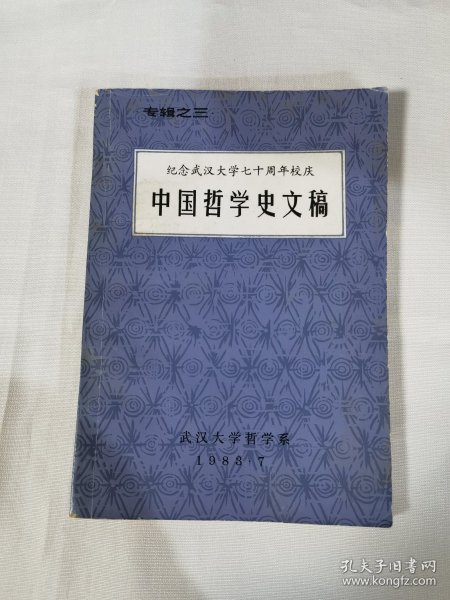 专辑之三
纪念武汉大学七十周年校庆
中国哲学史文稿
武汉大学哲学系
1983·7
孔夫子旧书网
www.kongfz.com